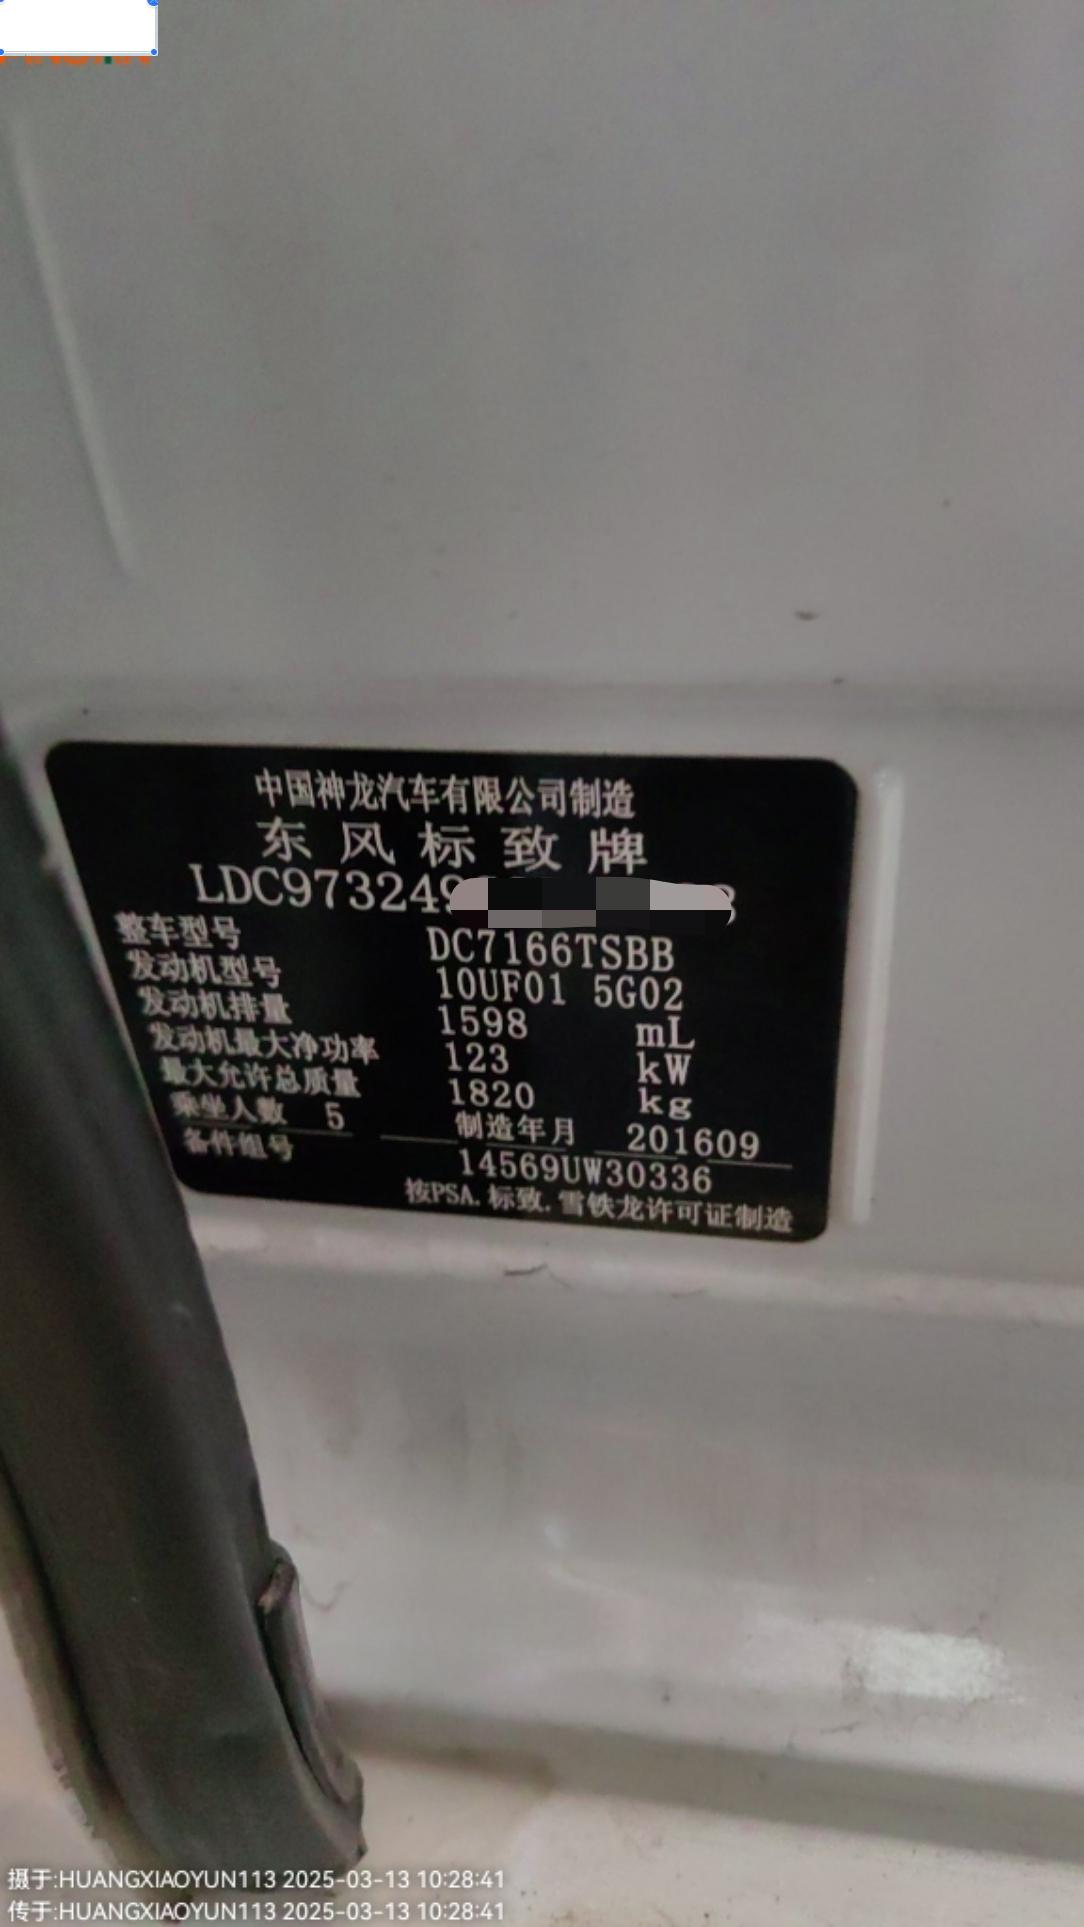 中国神龙汽车有限公司制造
东风标致牌
LDC973249
整车型号 DC7166TSBB
发动机型号 10UF01 5G02
发动机排量 1598 mL
发动机最大净功率 123 kW
最大允许总质量 1820 kg
乘坐人数 5 制造年月 201609
备件组号 14569UW30336
按PSA.标致.雪铁龙许可证制造
摄于:HUANGXIAOYUN113 2025-03-13 10:28:41
传于:HUANGXIAOYUN113 2025-03-13 10:28:41